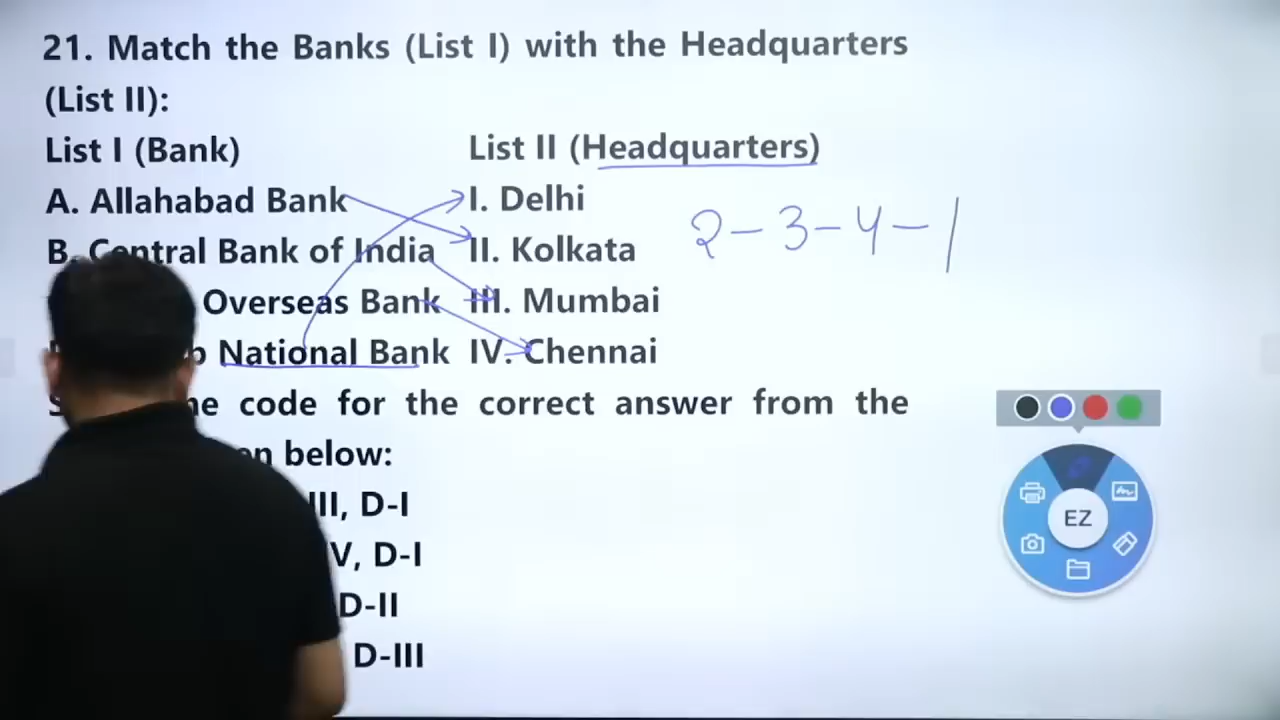 21. Match the Banks (List I) with the Headquarters
(List II):
List I (Bank) List II (Headquarters)
A. Allahabad Bank I. Delhi
B. Central Bank of India II. Kolkata
Overseas Bank III. Mumbai
National Bank IV. Chennai
2-3-4-1
code for the correct answer from the
below:
III, D-I
V, D-I
D-II
D-III
EZ